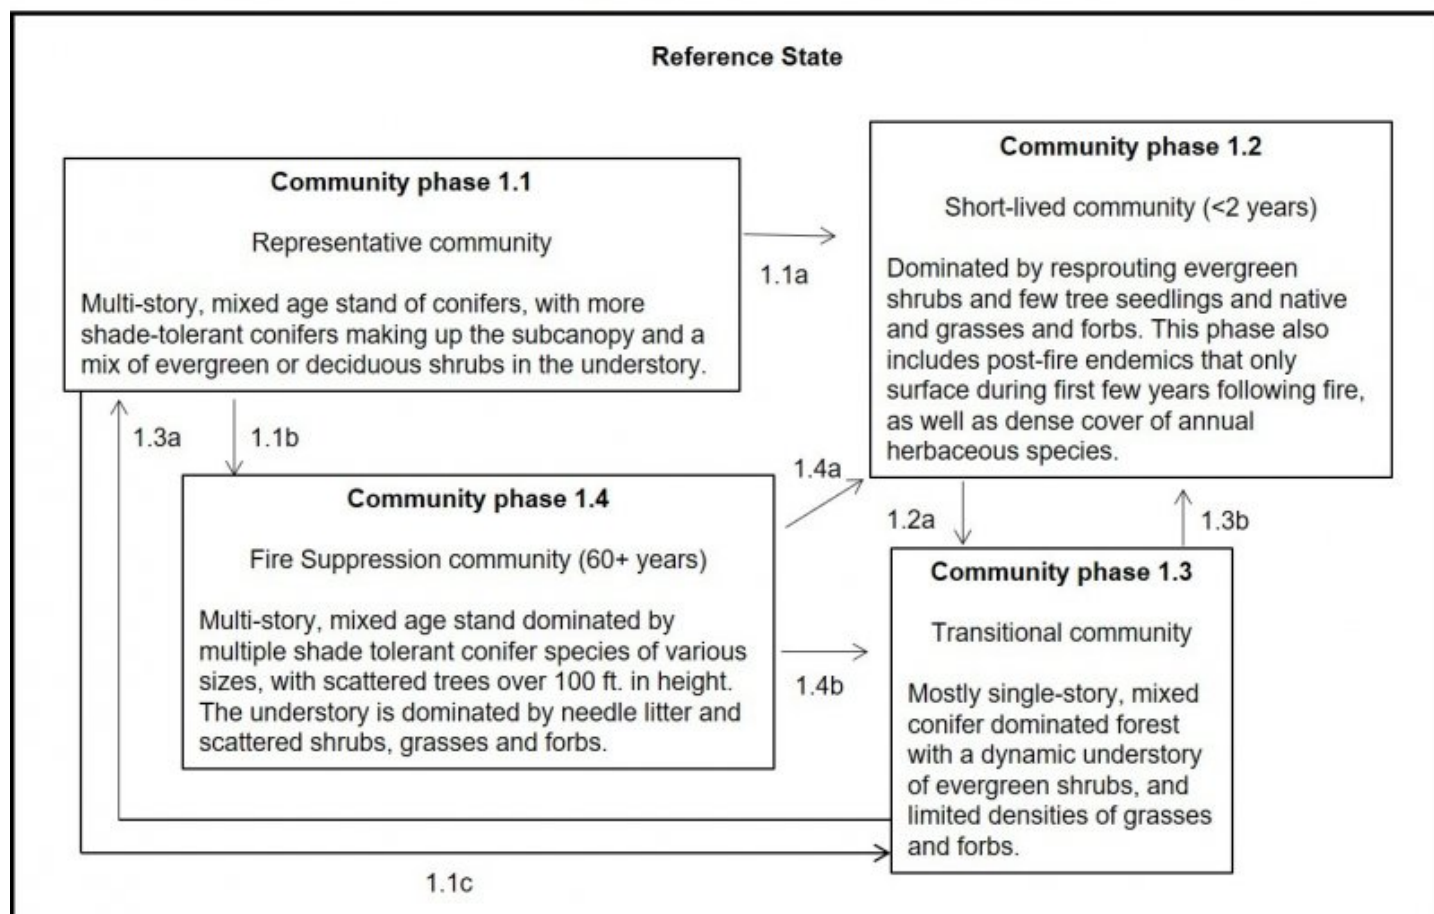 Reference State
Community phase 1.1
Representative community
Multi-story, mixed age stand of conifers, with more
shade-tolerant conifers making up the subcanopy and a
mix of evergreen or deciduous shrubs in the understory.
1.1a
Community phase 1.2
Short-lived community (<2 years)
Dominated by resprouting evergreen
shrubs and few tree seedlings and native
and grasses and forbs. This phase also
includes post-fire endemics that only
surface during first few years following fire,
as well as dense cover of annual
herbaceous species.
1.3a
1.1b
1.4a
1.2a
1.3b
Community phase 1.4
Fire Suppression community (60+ years)
Multi-story, mixed age stand dominated by
multiple shade tolerant conifer species of various
sizes, with scattered trees over 100 ft. in height.
The understory is dominated by needle litter and
scattered shrubs, grasses and forbs.
1.4b
Community phase 1.3
Transitional community
Mostly single-story, mixed
conifer dominated forest
with a dynamic understory
of evergreen shrubs, and
limited densities of grasses
and forbs.
1.1c